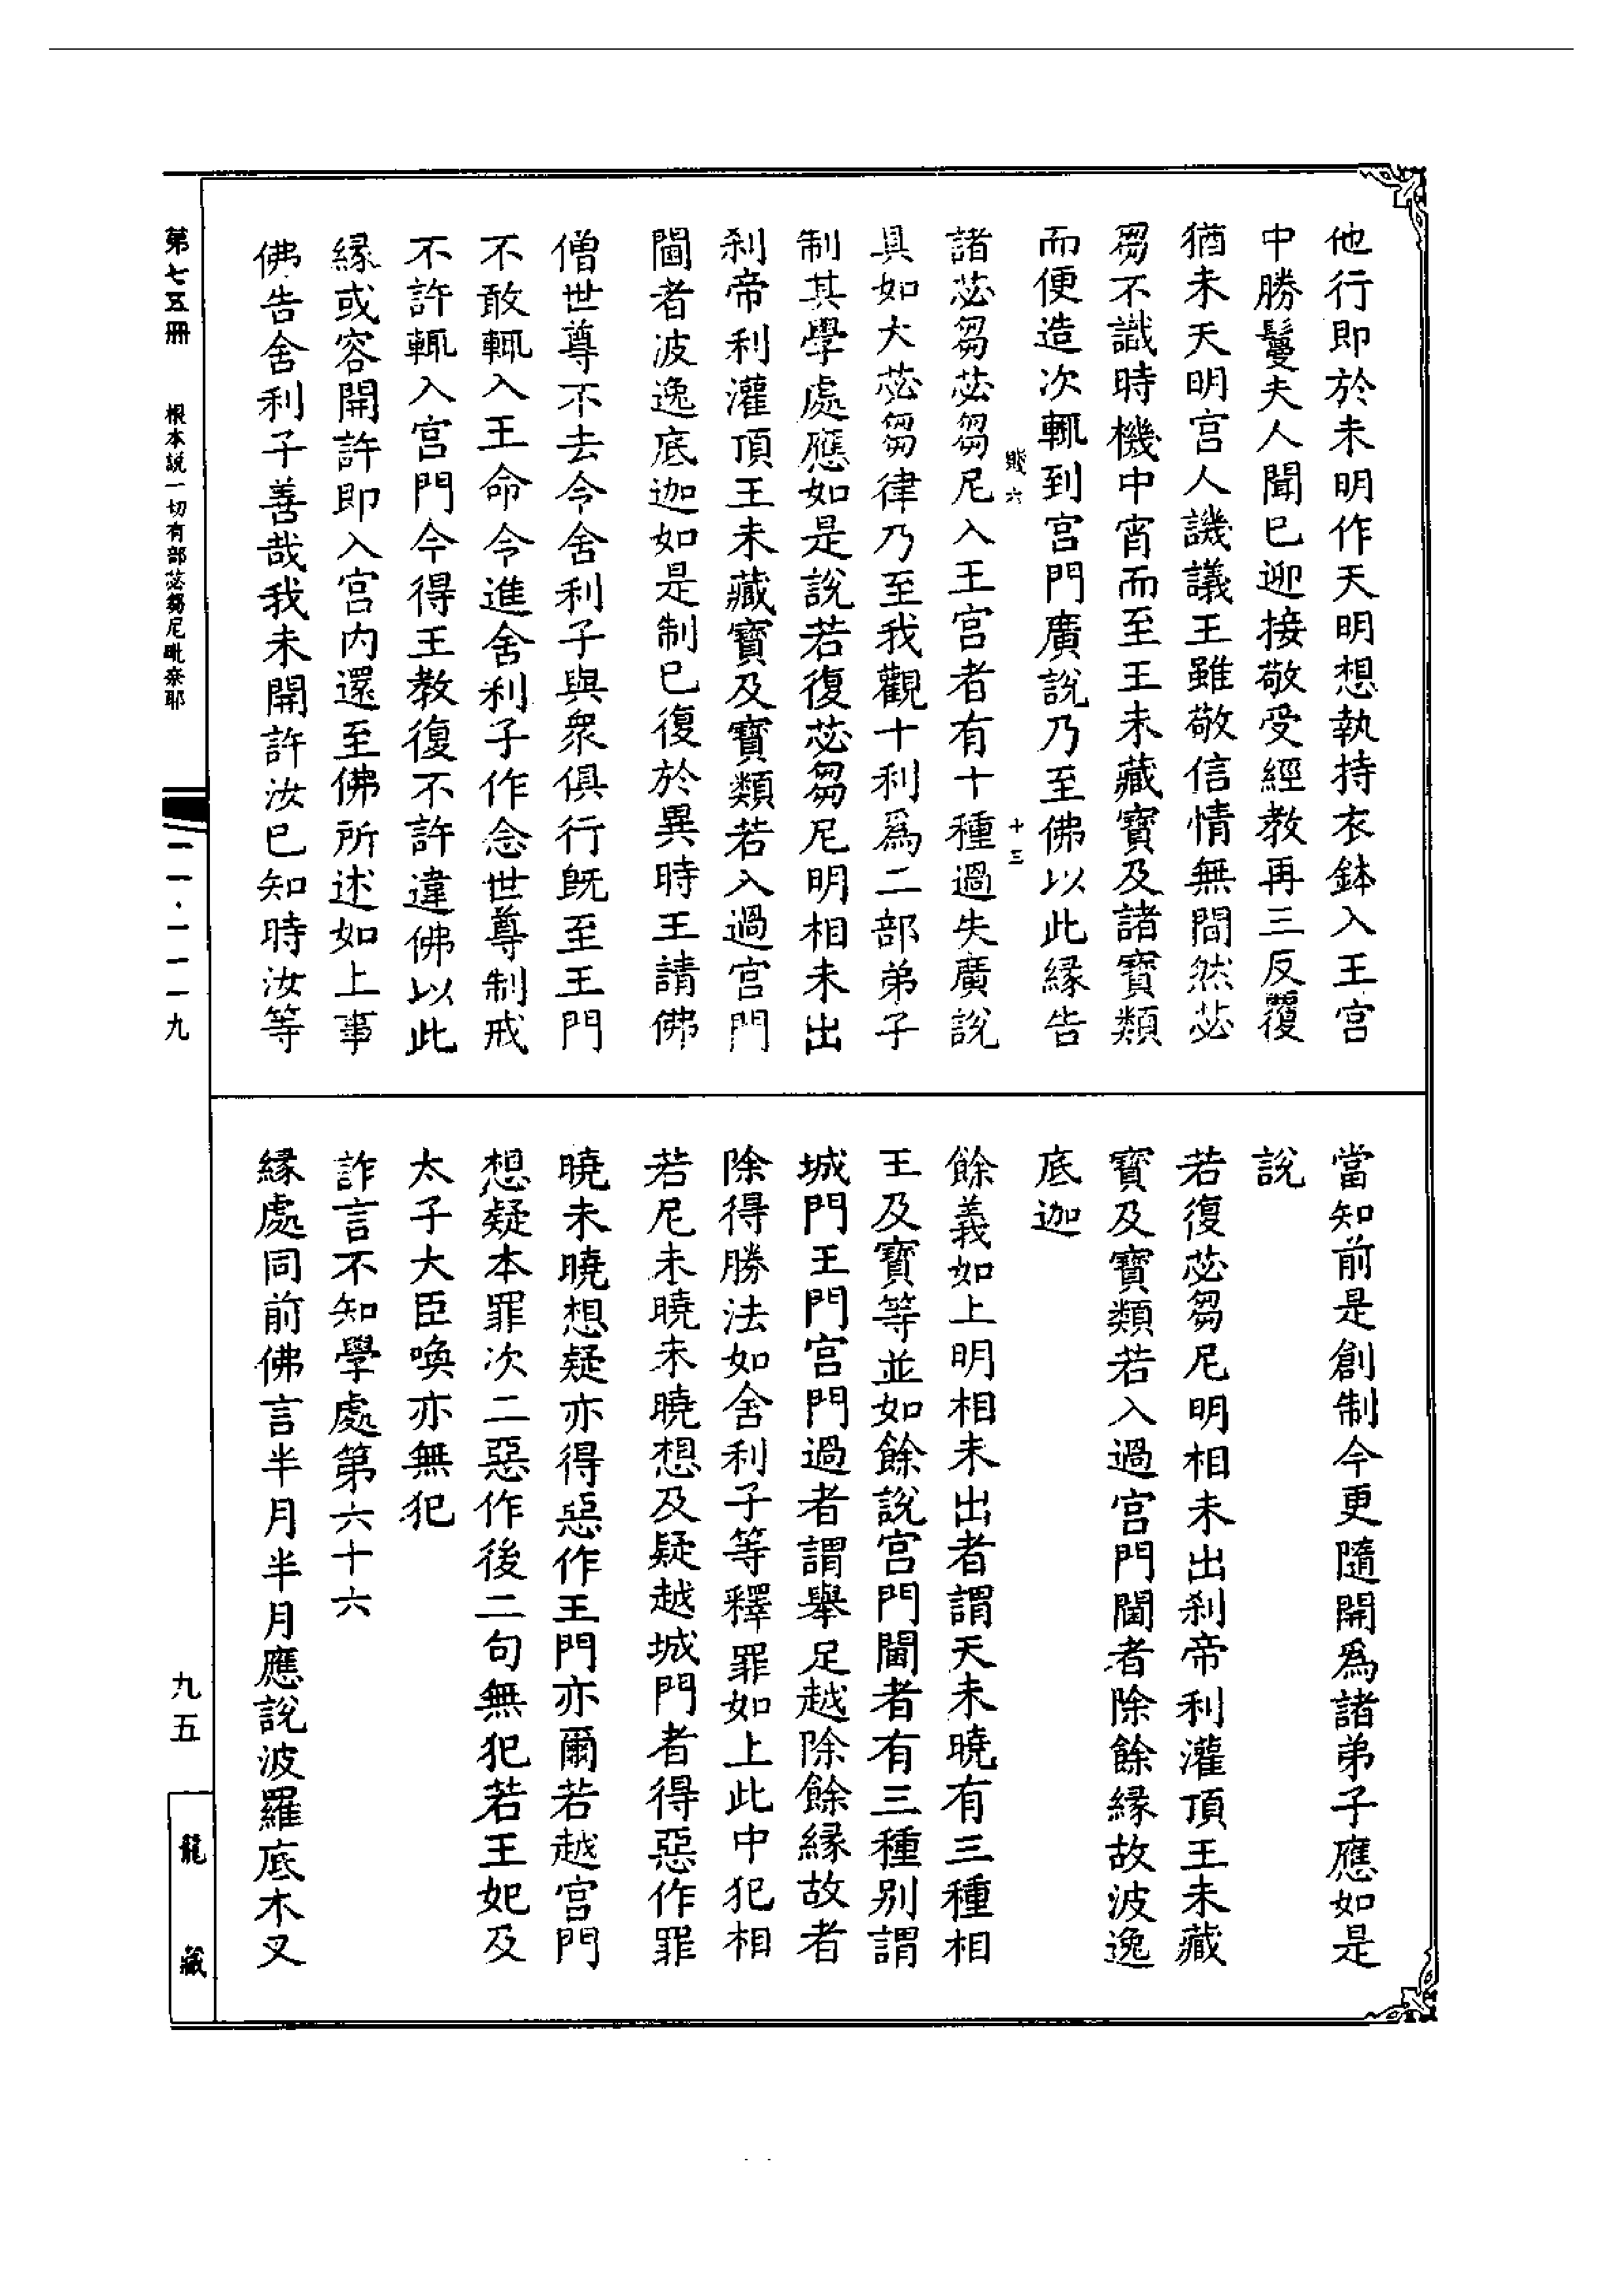 他行即於未明作天明想執持衣鉢入王宮
中勝鬘夫人聞已迎接敬受經教再三反覆
猶未天明宮人譏議王雖敬信情無間然苾
芻不識時機中宵而至王未藏寶及諸寶類
而便造次輒到宮門廣說乃至佛以此緣告
諸苾芻苾芻尼入王宮者有十種過失廣說
具如大苾芻律乃至我觀十利為二部弟子
制其學處應如是說若復苾芻尼明相未出
刹帝利灌頂王未藏寶及寶類若入過宮門
閫者波逸底迦如是制已復於異時王請佛
僧世尊不去令舍利子與衆俱行旣至王門
不敢輒入王命令進舍利子作念世尊制戒
不許輒入宮門今得王教復不許違佛以此
緣或容開許即入宮內還至佛所述如上事
佛告舍利子善哉我未開許汝已知時汝等
十三
當知前是創制今更隨開為諸弟子應如是
說
若復苾芻尼明相未出刹帝利灌頂王未藏
寶及寶類若入過宮門閫者除餘緣故波逸
底迦
餘義如上明相未出者謂天未曉有三種相
王及寶等並如餘說宮門閫者有三種别謂
城門王門宮門過者謂舉足越除餘緣故者
除得勝法如舍利子等釋罪如上此中犯相
若尼未曉未曉想及疑越城門者得惡作罪
曉未曉想疑亦得惡作王門亦爾若越宮門
想疑本罪次二惡作後二句無犯若王妃及
太子大臣喚亦無犯
詐言不知學處第六十六
緣處同前佛言半月半月應說波羅底木叉
第七五冊　根本說一切有部苾芻尼毗奈耶
一一·一一一九
九五
龍藏